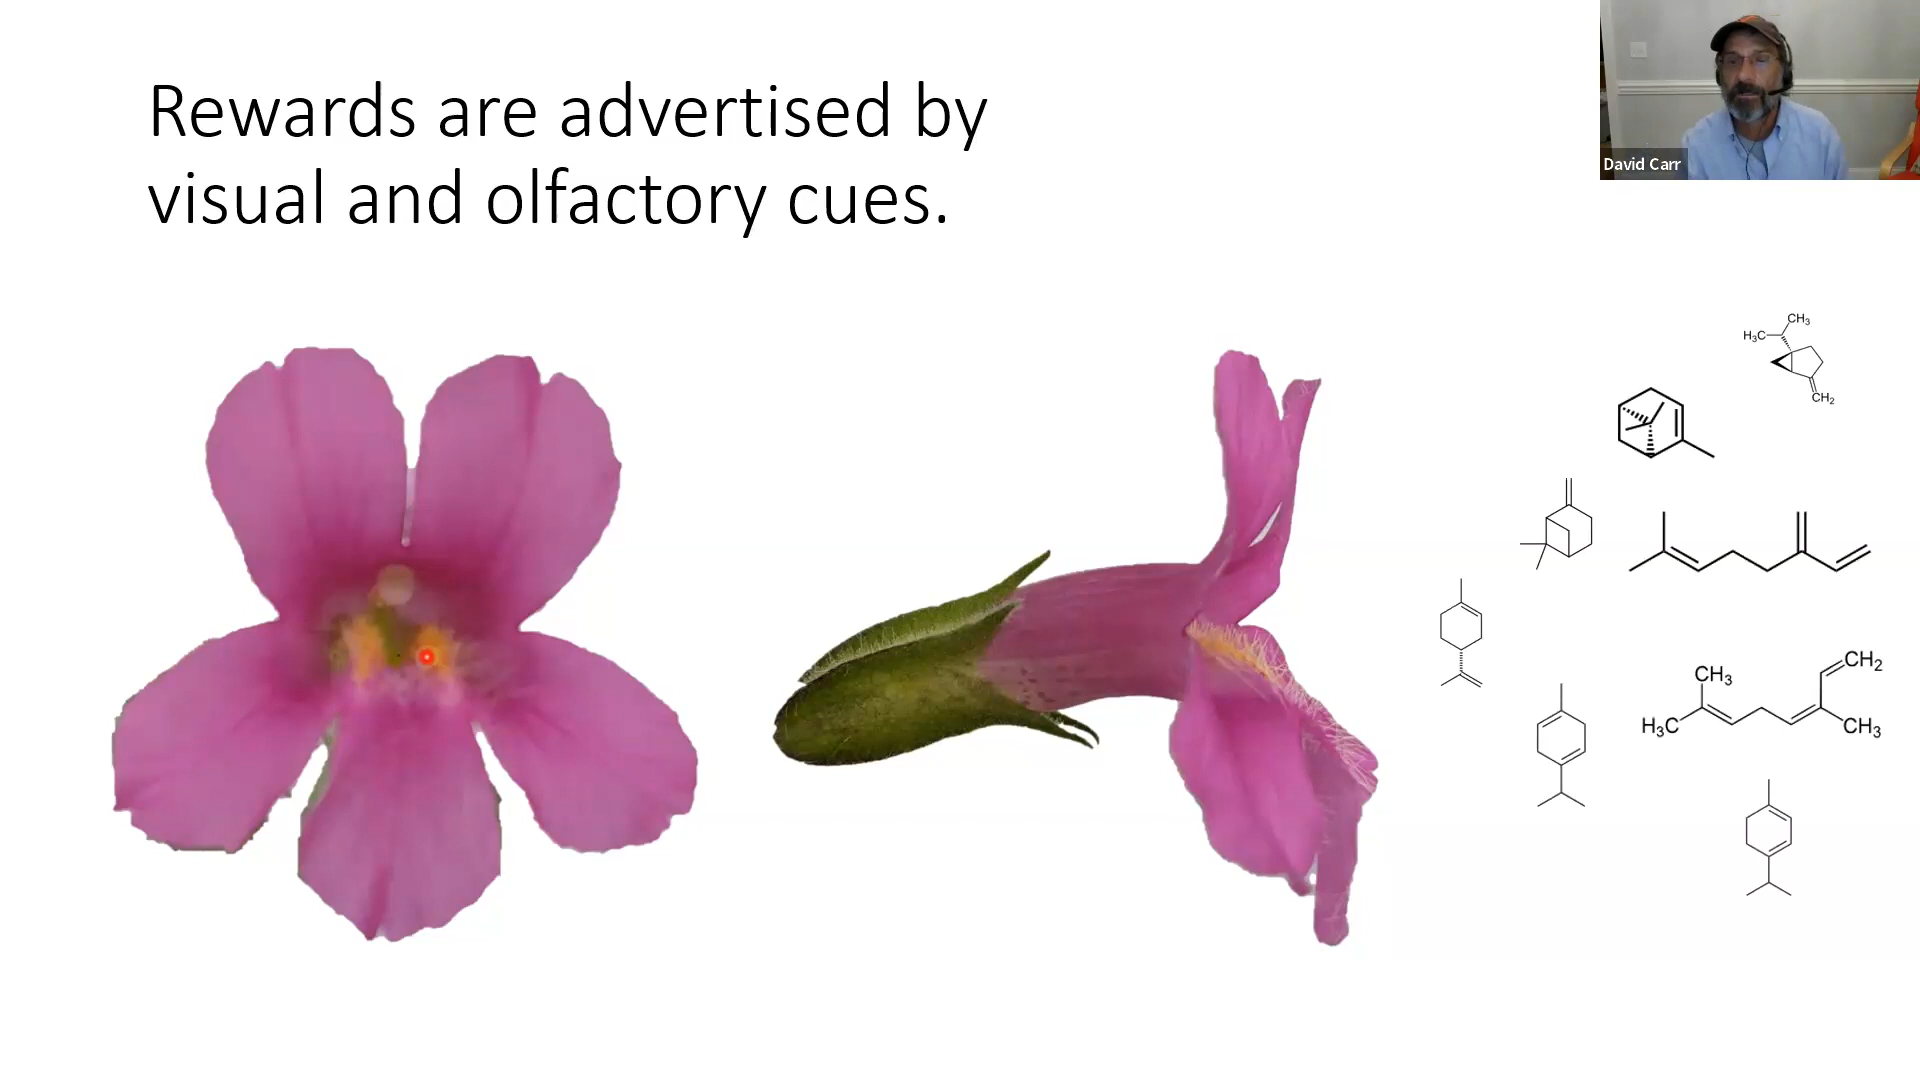 Rewards are advertised by
visual and olfactory cues.
David Carr
CH3
H3C
CH2
CH2
CH3
H3C
CH3